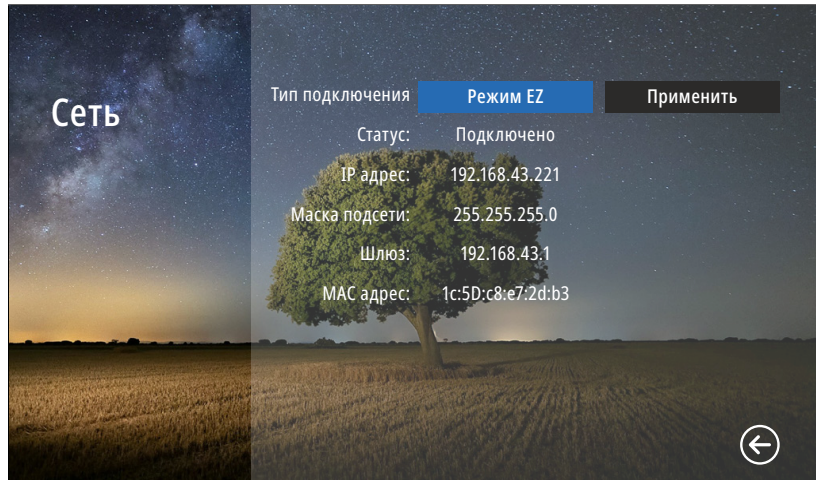 Сеть
Тип подключения Режим EZ Применить
Статус: Подключено
IP адрес: 192.168.43.221
Маска подсети: 255.255.255.0
Шлюз: 192.168.43.1
MAC адрес: 1c:5D:c8:e7:2d:b3